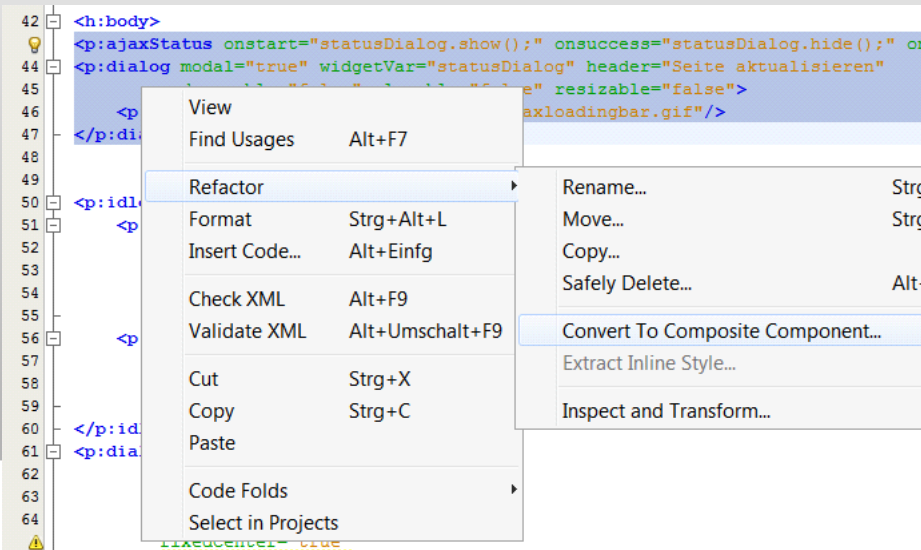 42 <h:body>
<p:ajaxStatus onstart="statusDialog.show();" onsuccess="statusDialog.hide();"
44 <p:dialog modal="true" widgetVar="statusDialog" header="Seite aktualisieren"
45 resizable="false">
46 <p axloadingbar.gif"/>
47 </p:dia
48
49
50 <p:idl
51 <p
52
53
54
55
56 <p
57
58
59
60 </p:id
61 <p:dia
62
63
64
View
Find Usages Alt+F7
Refactor
Format Strg+Alt+L
Insert Code... Alt+Einfg
Check XML Alt+F9
Validate XML Alt+Umschalt+F9
Cut Strg+X
Copy Strg+C
Paste
Code Folds
Select in Projects
Rename... Strg
Move... Strg
Copy...
Safely Delete... Alt+
Convert To Composite Component...
Extract Inline Style...
Inspect and Transform...
fixedCenter="true"